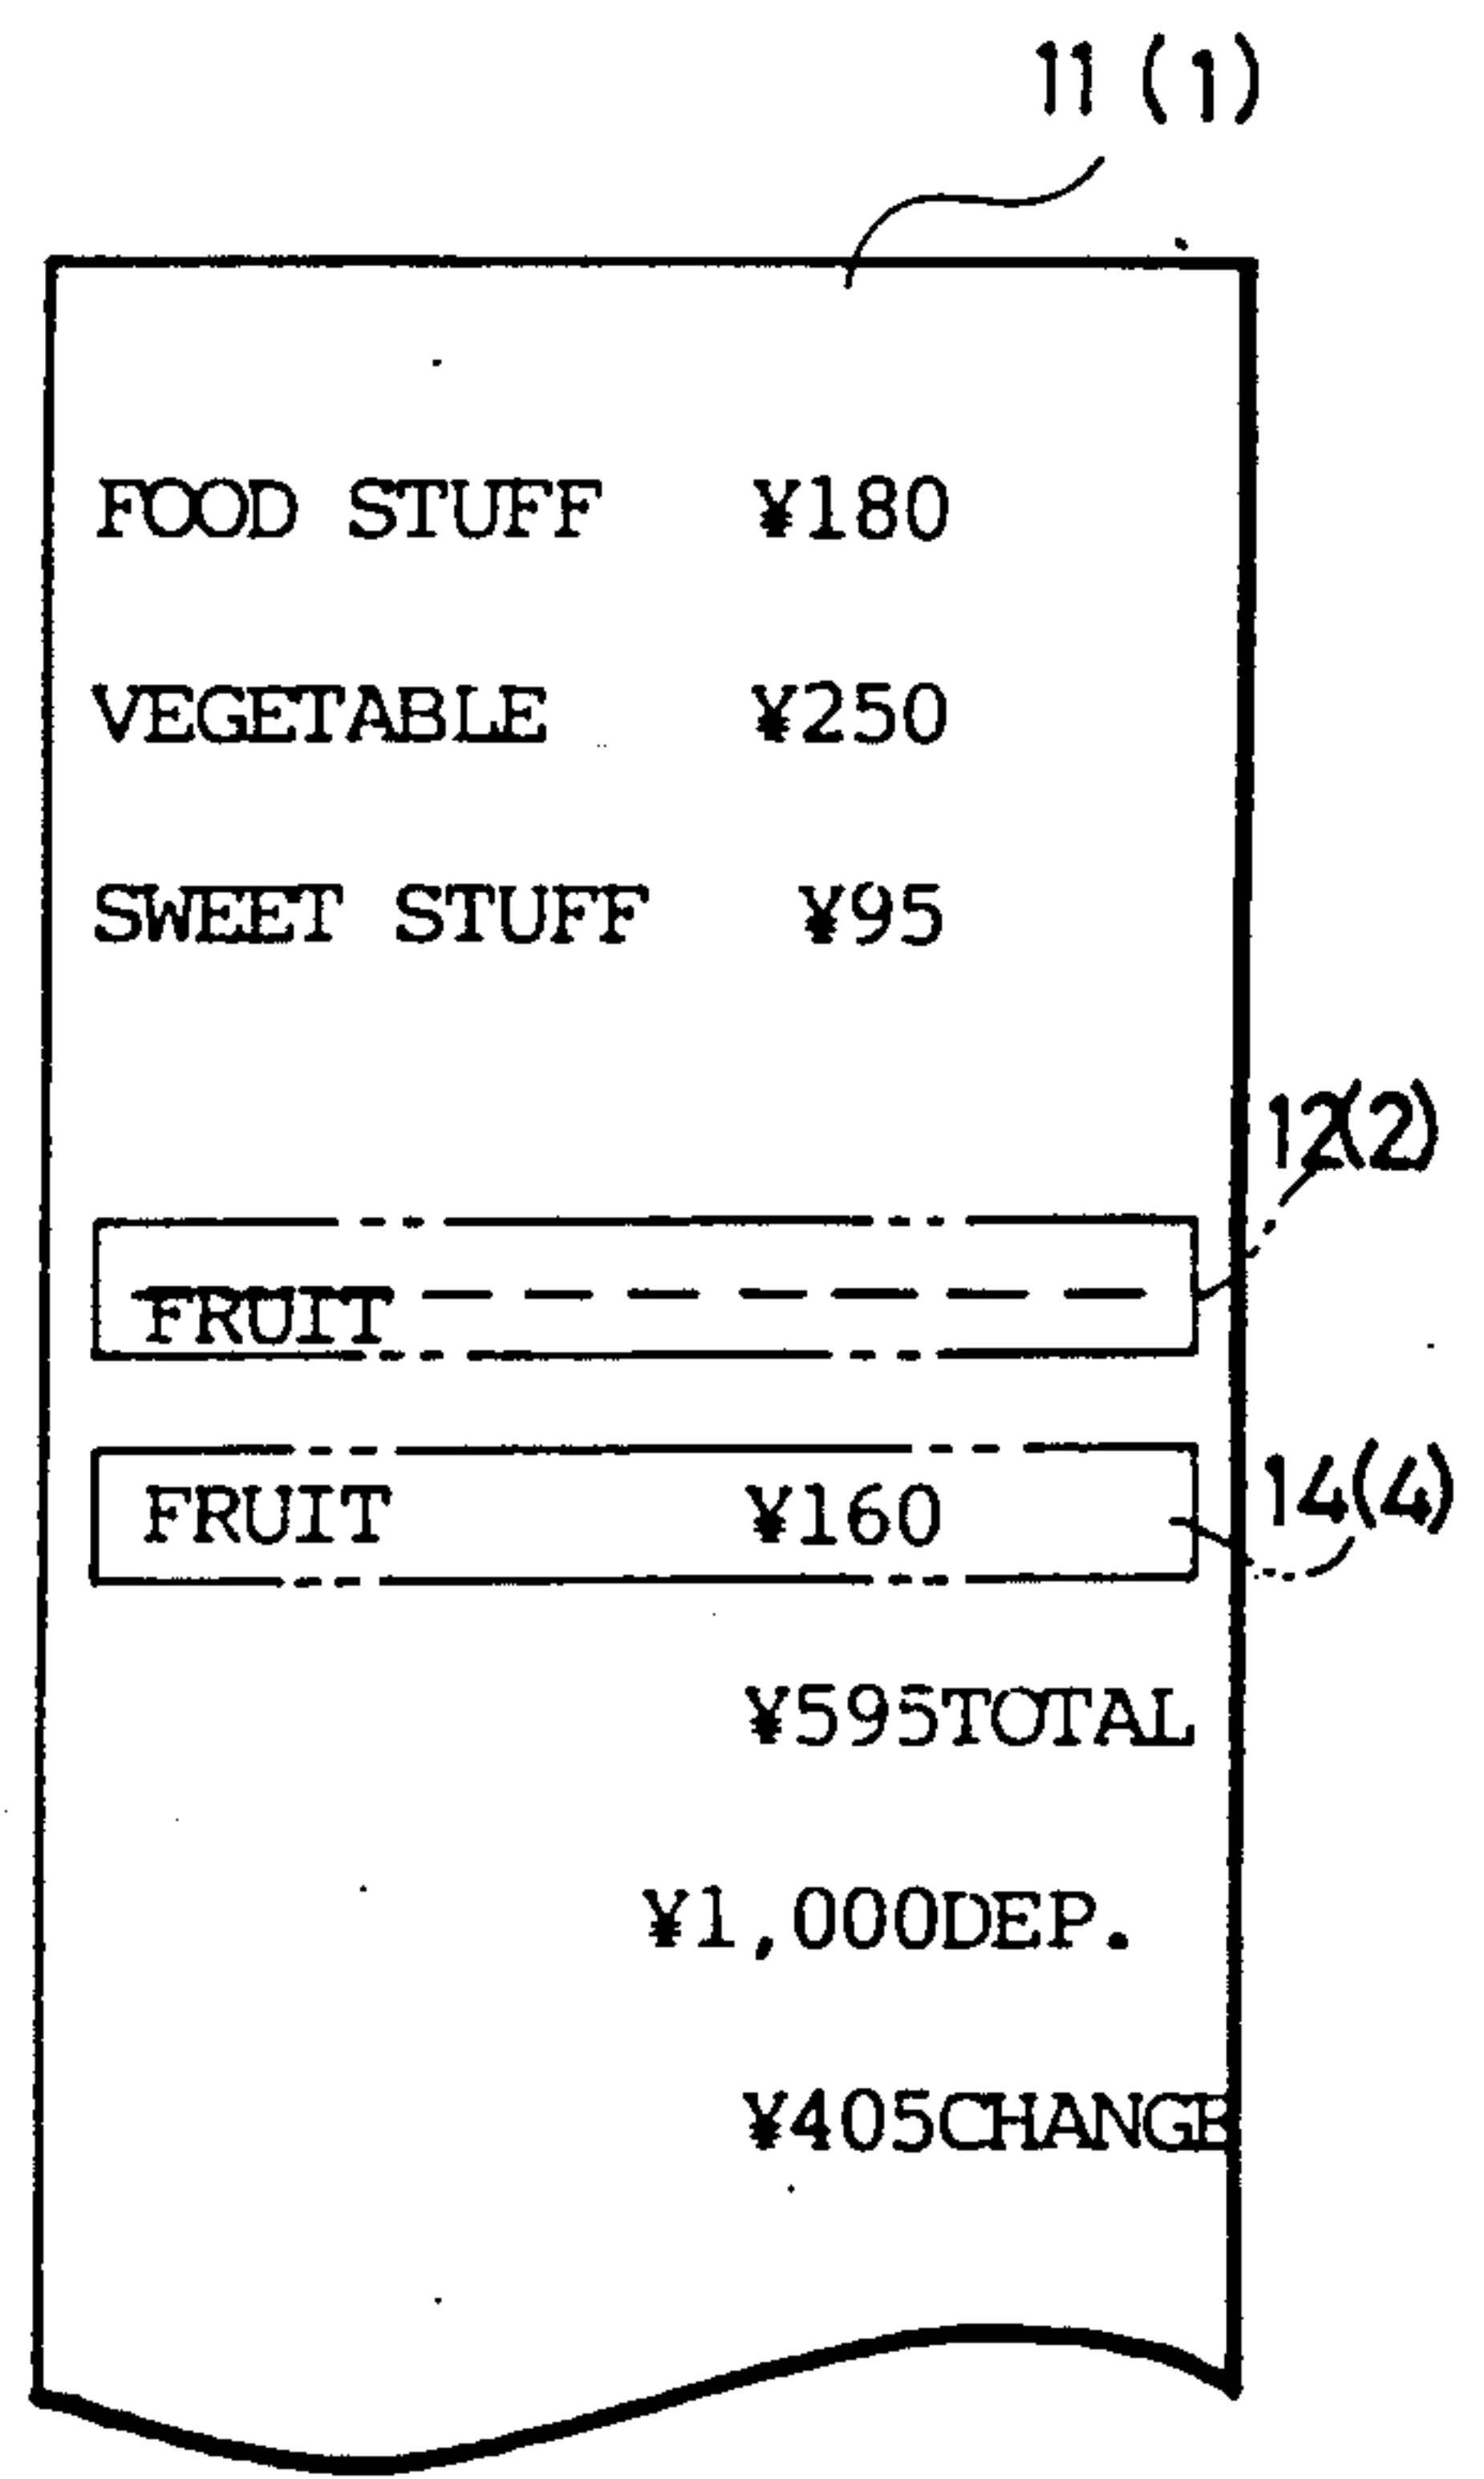 11 (1)
FOOD STUFF ¥180
VEGETABLE ¥250
SWEET STUFF ¥95
12(2)
FRUIT
14(4)
FRUIT ¥160
¥595TOTAL
¥1,000DEP.
¥405CHANGE